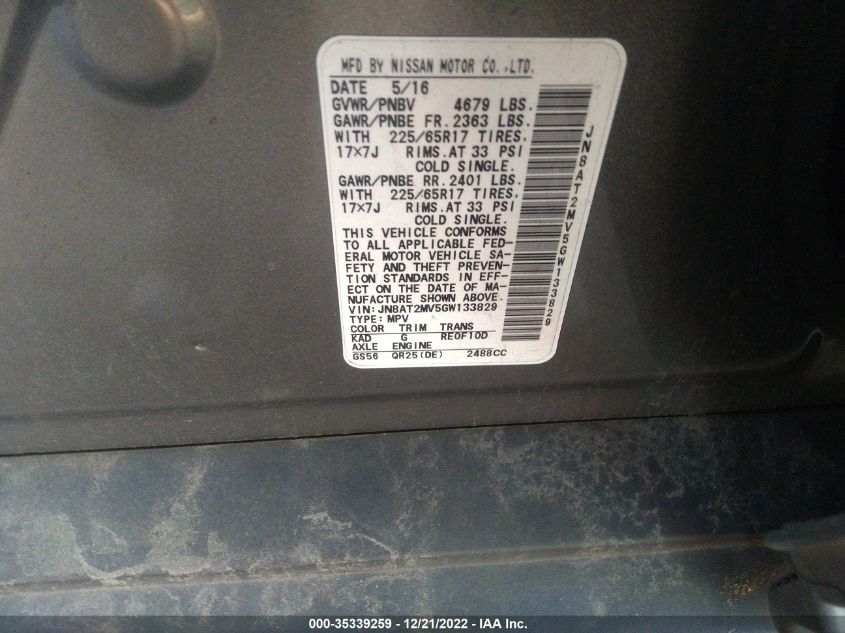 MFD BY NISSAN MOTOR CO.,LTD.
DATE 5/16
GVWR/PNBV 4679 LBS.
GAWR/PNBE FR. 2363 LBS.
WITH 225/65R17 TIRES.
17×7J RIMS.AT 33 PSI
COLD SINGLE.
GAWR/PNBE RR. 2401 LBS.
WITH 225/65R17 TIRES.
17×7J RIMS.AT 33 PSI
COLD SINGLE.
THIS VEHICLE CONFORMS
TO ALL APPLICABLE FED-
ERAL MOTOR VEHICLE SA-
FETY AND THEFT PREVEN-
TION STANDARDS IN EFF-
ECT ON THE DATE OF MA-
NUFACTURE SHOWN ABOVE.
VIN: JN8AT2MV5GW133829
TYPE: MPV
COLOR TRIM TRANS
KAD G RE0F10D
AXLE ENGINE
GS56 QR25(DE) 2488CC
JN8AT2MV5GW133829
000-35339259 - 12/21/2022 - IAA Inc.